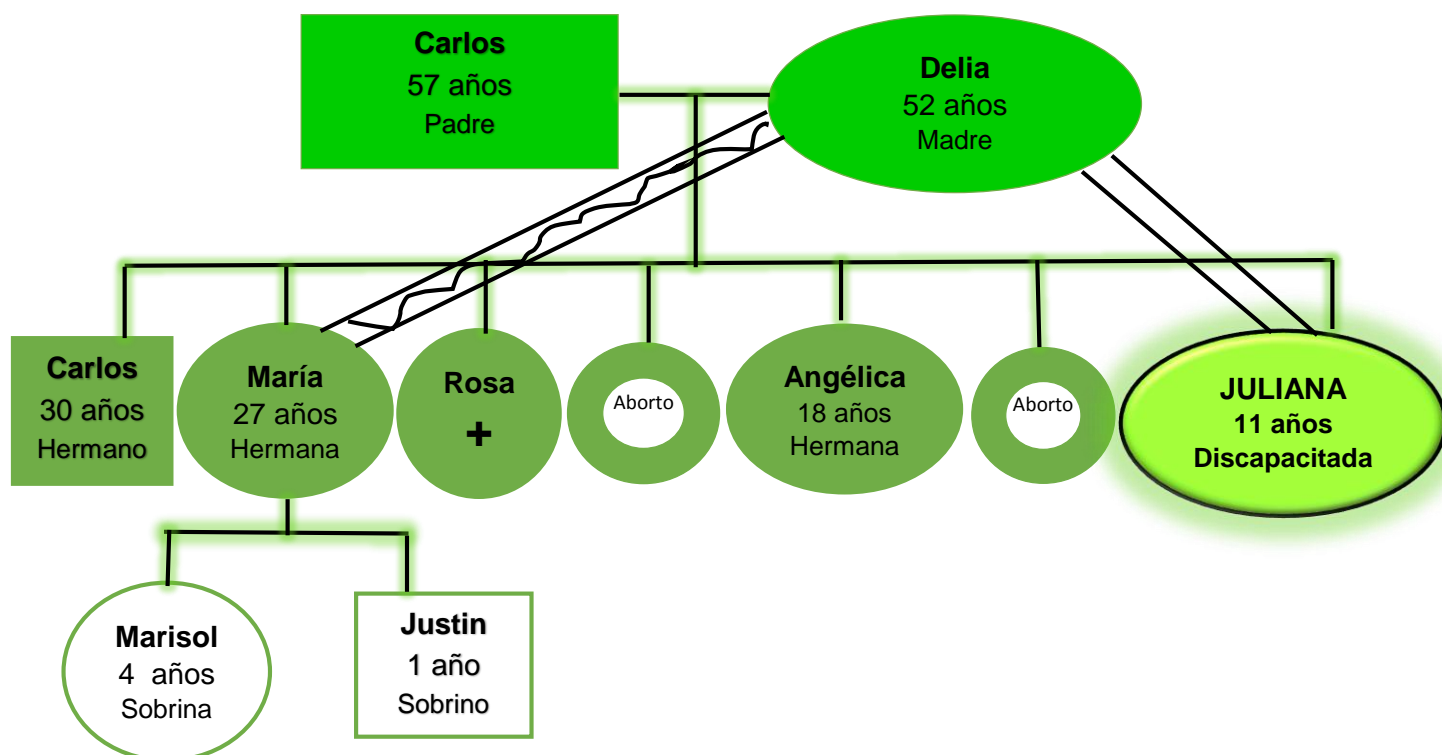 Carlos
57 años
Padre
Delia
52 años
Madre
Carlos
30 años
Hermano
María
27 años
Hermana
Rosa
+
Aborto
Angélica
18 años
Hermana
Aborto
JULIANA
11 años
Discapacitada
Marisol
4 años
Sobrina
Justin
1 año
Sobrino